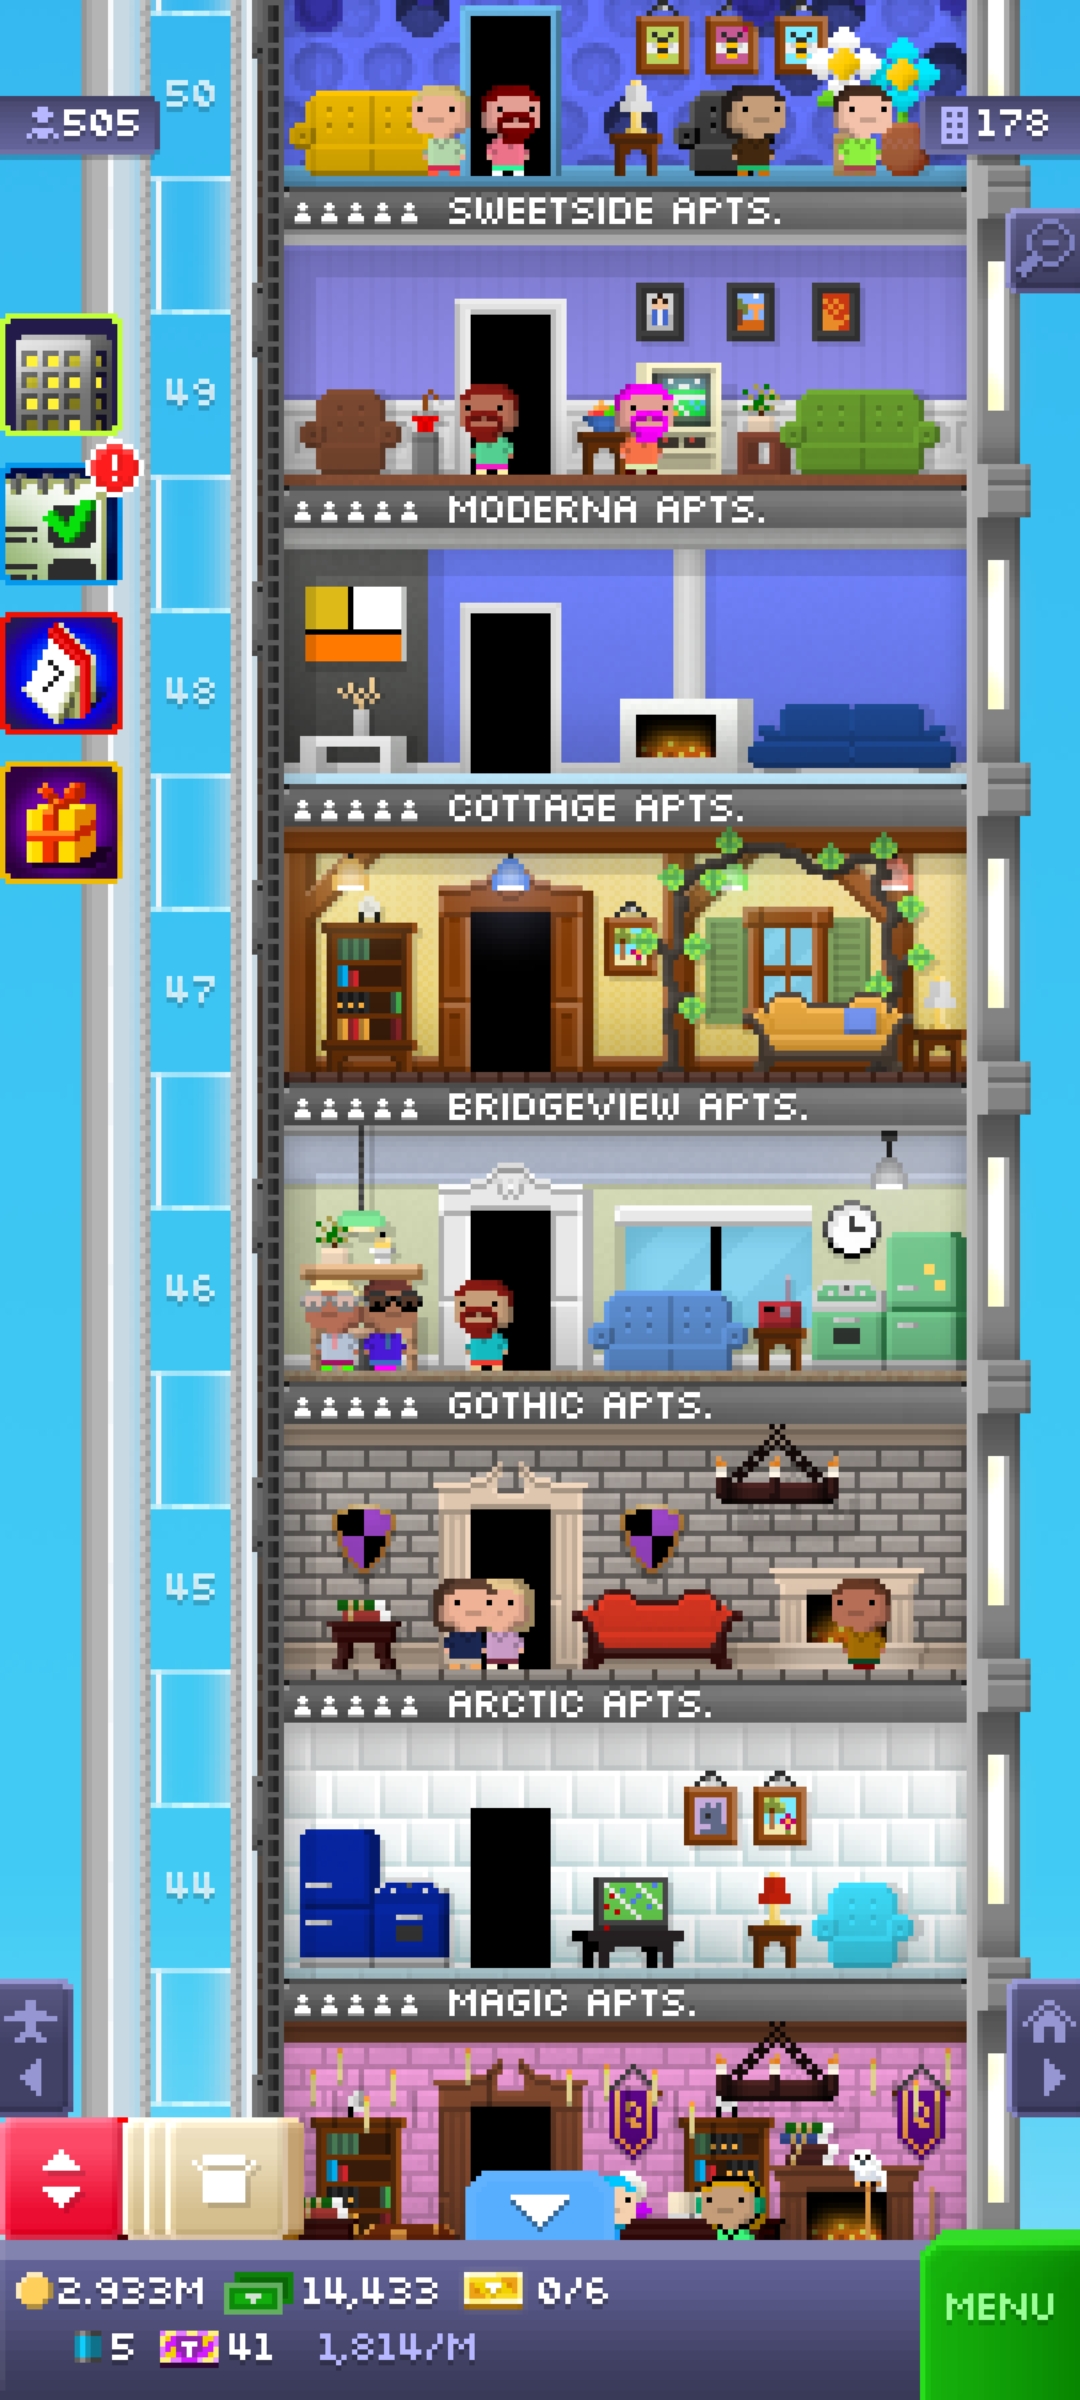 50
505
178
SWEETSIDE APTS.
49
MODERNA APTS.
48
COTTAGE APTS.
47
BRIDGEVIEW APTS.
46
GOTHIC APTS.
45
ARCTIC APTS.
44
MAGIC APTS.
2.933M 14,433 0/6
MENU
5 T 41 1,814/M